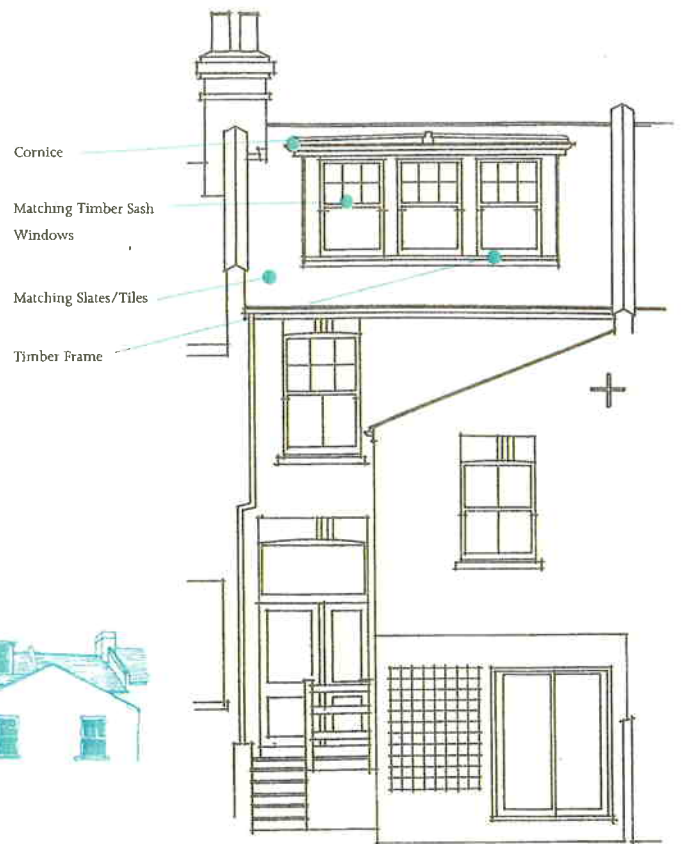 Cornice
Matching Timber Sash
Windows
Matching Slates/Tiles
Timber Frame